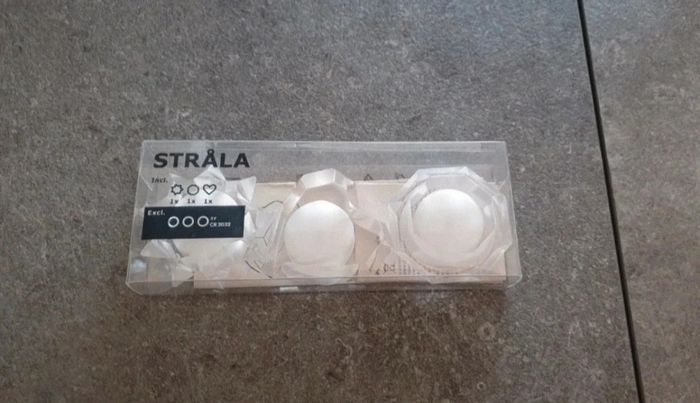 STRÅLA
Incl.
1x 1x 1x
Excl.
CR 2032